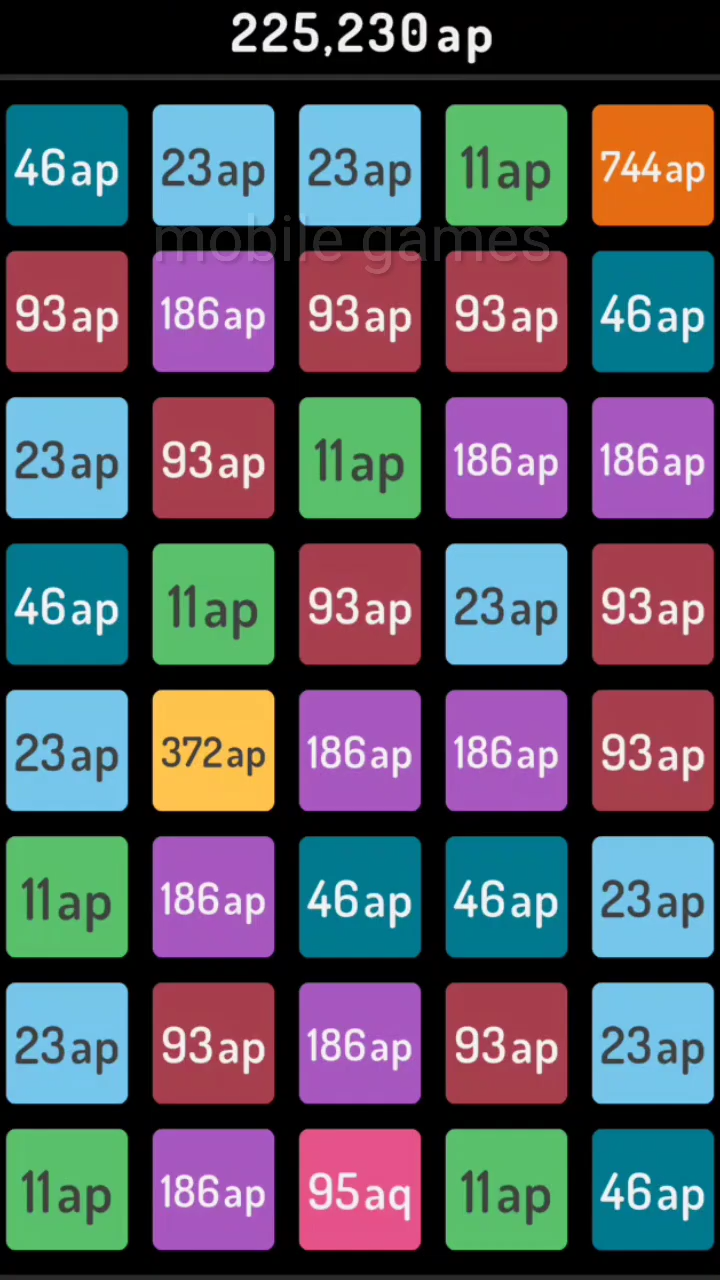 225,230ap
46ap 23ap 23ap 11ap 744ap
mobile games
93ap 186ap 93ap 93ap 46ap
23ap 93ap 11ap 186ap 186ap
46ap 11ap 93ap 23ap 93ap
23ap 372ap 186ap 186ap 93ap
11ap 186ap 46ap 46ap 23ap
23ap 93ap 186ap 93ap 23ap
11ap 186ap 95aq 11ap 46ap